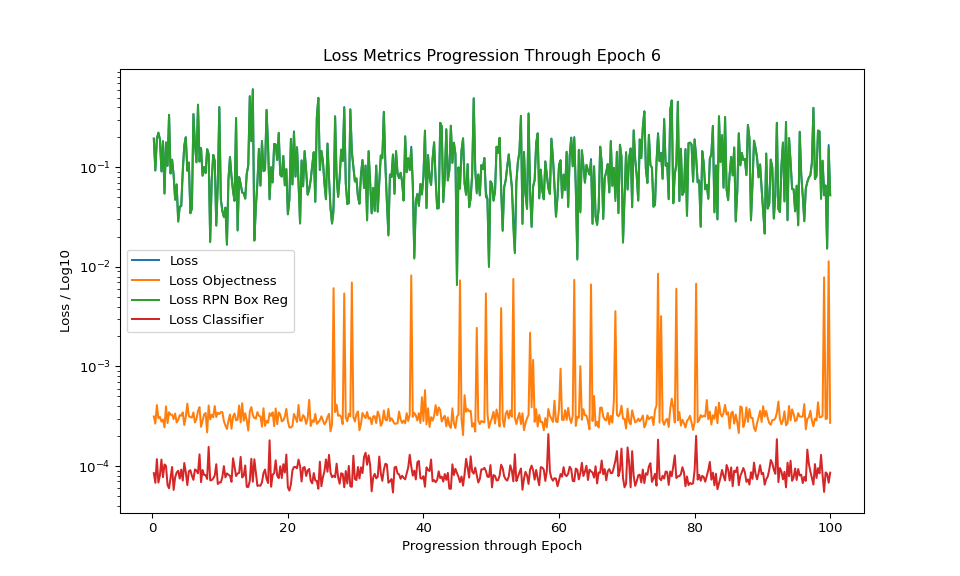 Loss Metrics Progression Through Epoch 6
Loss / Log10
10⁻¹
10⁻²
10⁻³
10⁻⁴
Loss
Loss Objectness
Loss RPN Box Reg
Loss Classifier
0 20 40 60 80 100
Progression through Epoch